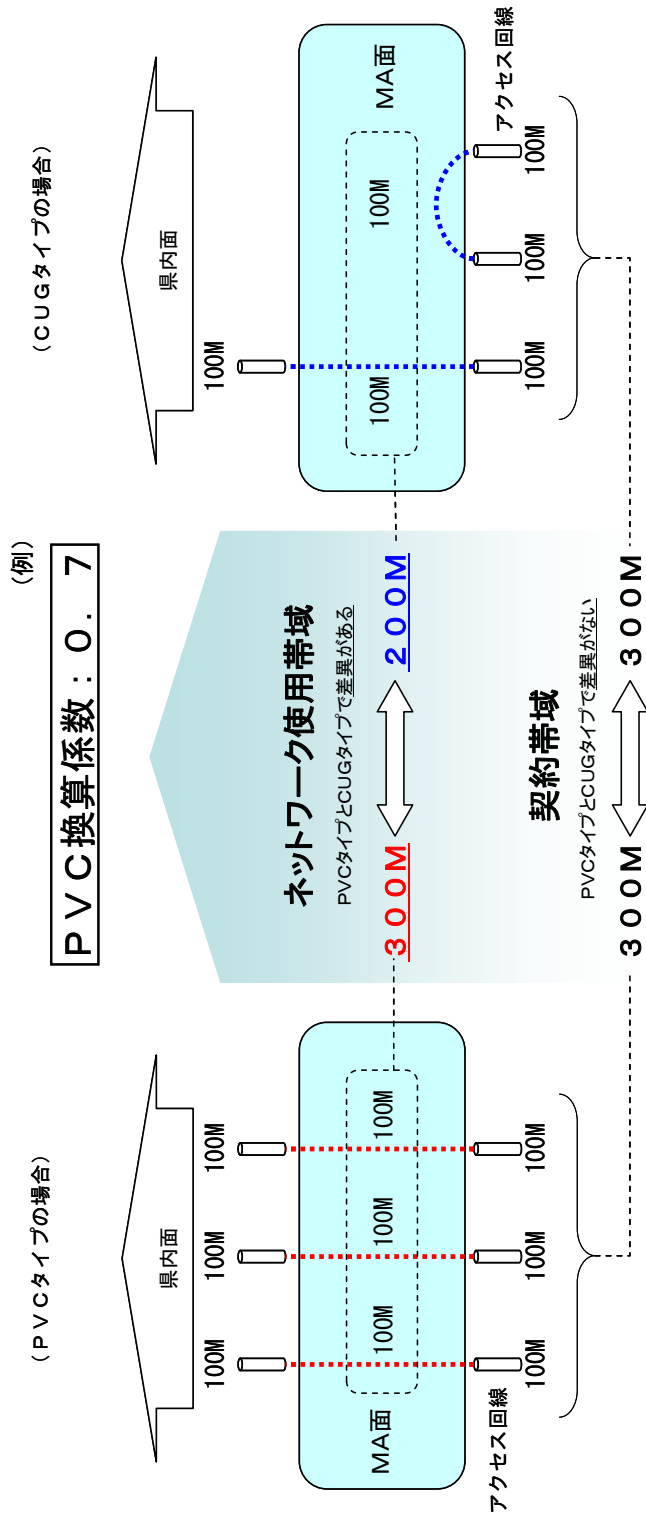 (例)
PVC換算係数:0.7
(PVCタイプの場合)
県内面
100M
100M
100M
MA面
100M
100M
100M
アクセス回線
100M
100M
100M
ネットワーク使用帯域
PVCタイプとCUGタイプで差異がある
300M
200M
契約帯域
PVCタイプとCUGタイプで差異がない
300M
300M
(CUGタイプの場合)
県内面
100M
MA面
100M
100M
アクセス回線
100M
100M
100M